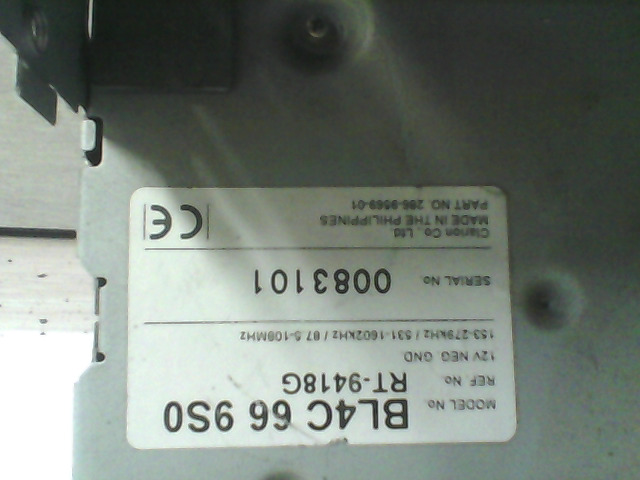 MODEL No BL4C 66 9S0
REF. No RT-9418G
12V NEG GND
153-279kHz / 531-1602kHz / 87.5-108MHz
SERIAL No 0083101
Clarion Co., Ltd.
MADE IN THE PHILIPPINES
PART NO. 286-9569-01
CE